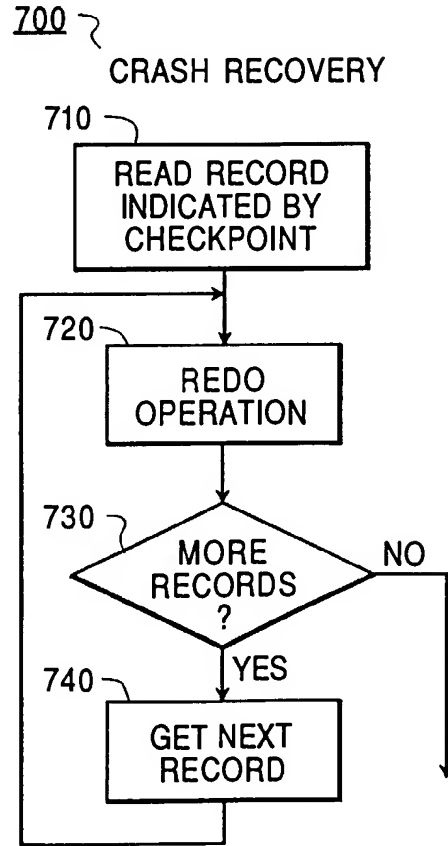 700
CRASH RECOVERY
710
READ RECORD
INDICATED BY
CHECKPOINT
720
REDO
OPERATION
730
MORE
RECORDS
?
NO
YES
740
GET NEXT
RECORD